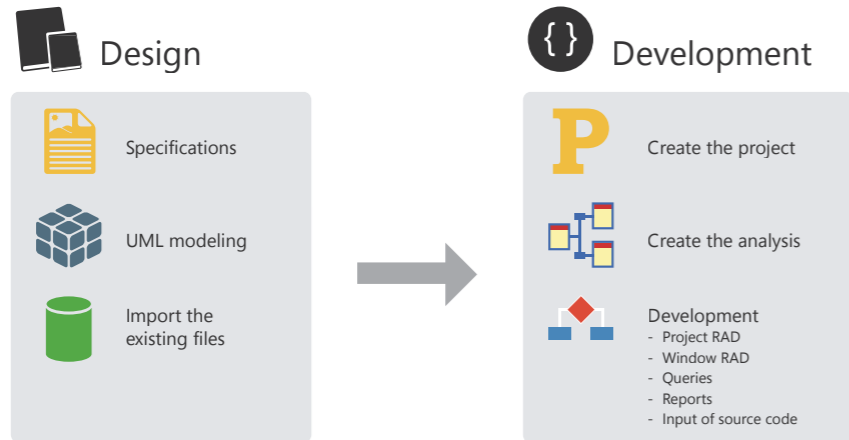 Design
Specifications
UML modeling
Import the
existing files
{ }
Development
P
Create the project
Create the analysis
Development
- Project RAD
- Window RAD
- Queries
- Reports
- Input of source code